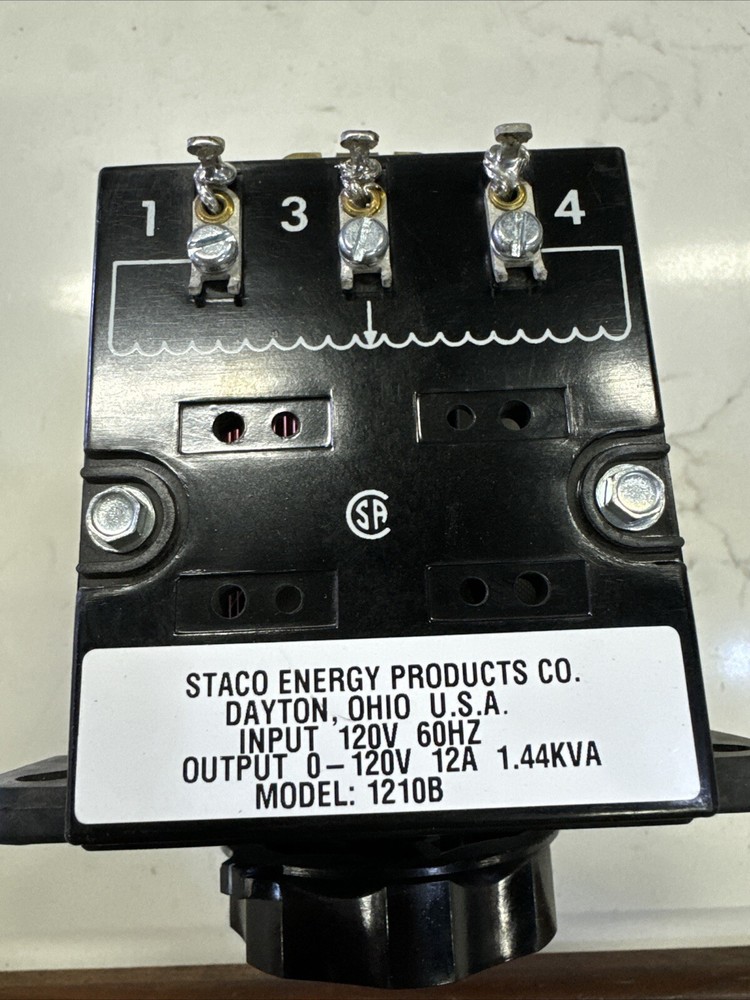 1 3 4
CSA
STACO ENERGY PRODUCTS CO.
DAYTON, OHIO U.S.A.
INPUT 120V 60HZ
OUTPUT 0-120V 12A 1.44KVA
MODEL: 1210B